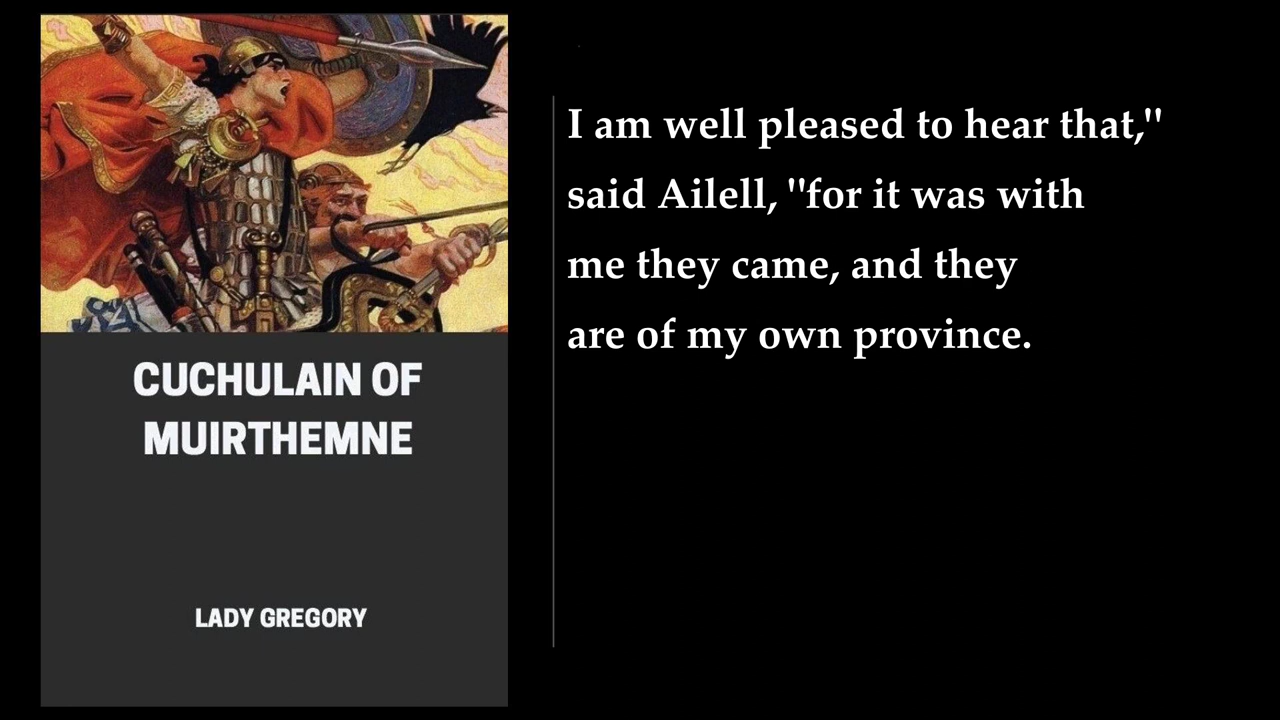 CUCHULAIN OF
MUIRTHEMNE
LADY GREGORY
I am well pleased to hear that,"
said Ailell, "for it was with
me they came, and they
are of my own province.